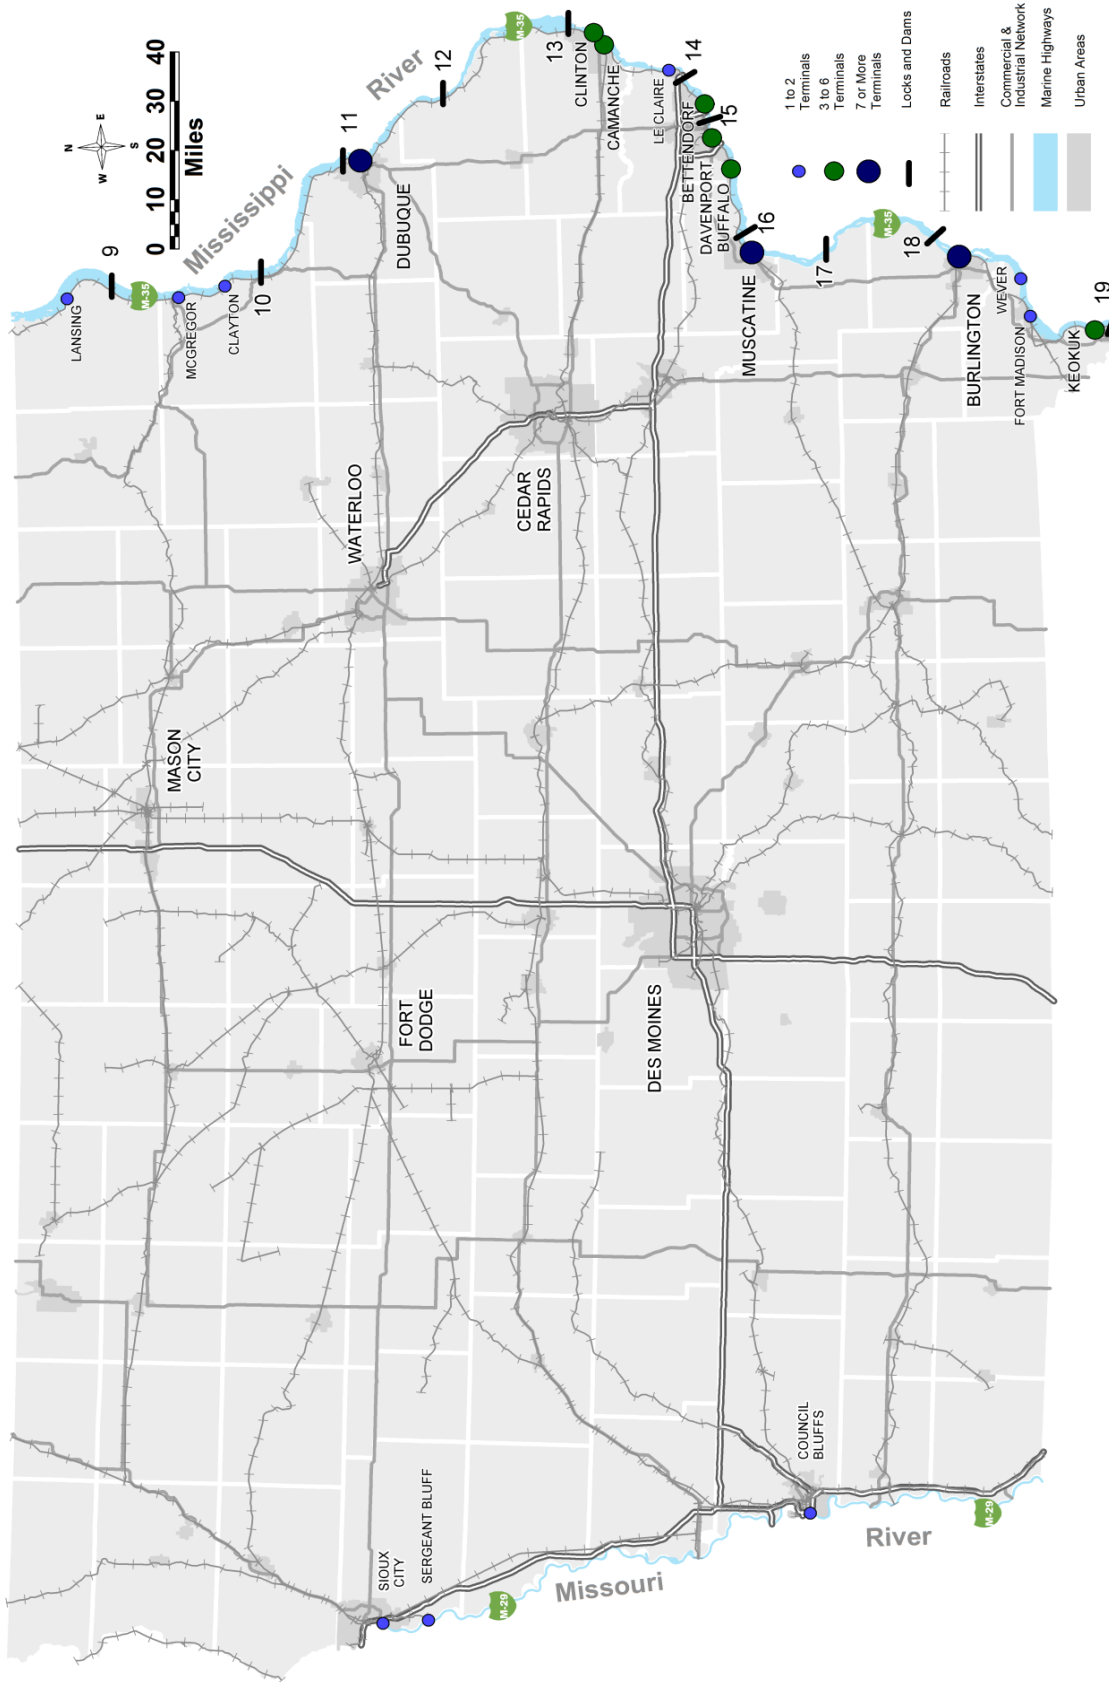 N
W
E
S
0 10 20 30 40
Miles
Mississippi
River
9
10
11
12
13
14
15
16
17
18
19
M-35
M-35
M-35
LANSING
MCGREGOR
CLAYTON
DUBUQUE
CLINTON
CAMANCHE
LE CLAIRE
BETTENDORF
DAVENPORT
BUFFALO
MUSCATINE
BURLINGTON
WEVER
FORT MADISON
KEOKUK
WATERLOO
CEDAR
RAPIDS
MASON
CITY
FORT
DODGE
DES MOINES
SIOUX
CITY
SERGEANT BLUFF
COUNCIL
BLUFFS
M-29
M-29
Missouri
River
1 to 2
Terminals
3 to 6
Terminals
7 or More
Terminals
Locks and Dams
Railroads
Interstates
Commercial &
Industrial Network
Marine Highways
Urban Areas